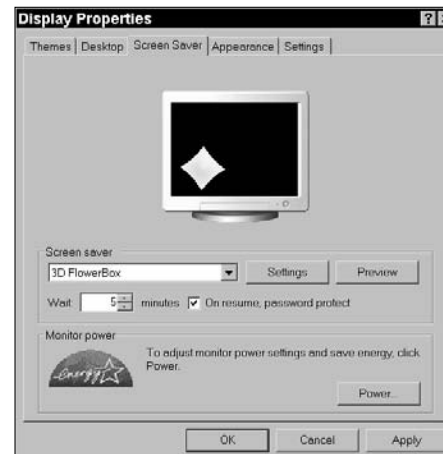 Display Properties
Themes Desktop Screen Saver Appearance Settings
Screen saver
3D FlowerBox Settings Preview
Wait: 5 minutes On resume, password protect
Monitor power
energy
To adjust monitor power settings and save energy, click
Power.
Power...
OK Cancel Apply